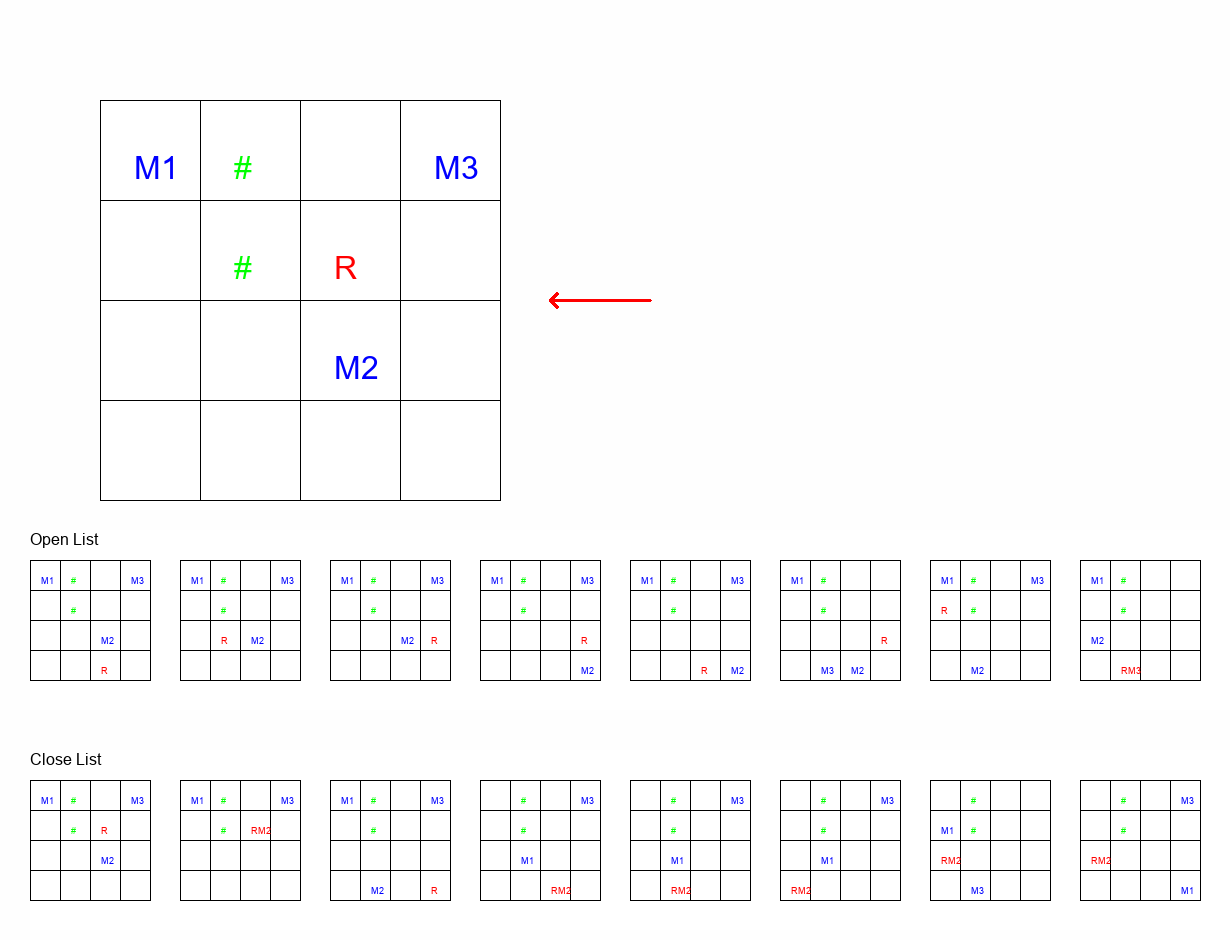 M1 # M3
# R
M2
Open List
M1 # M3 M1 # M3 M1 # M3 M1 # M3 M1 # M3 M1 # M1 # M3 M1 #
# # # # # # R # #
M2 R M2 M2 R R R M2
R M2 R M2 M3 M2 M2 RM3
Close List
M1 # M3 M1 # M3 M1 # M3 # M3 # M3 # M3 # # M3
# R # RM2 # # # # M1 # #
M2 M1 M1 M1 RM2 RM2
M2 R RM2 RM2 RM2 M3 M1